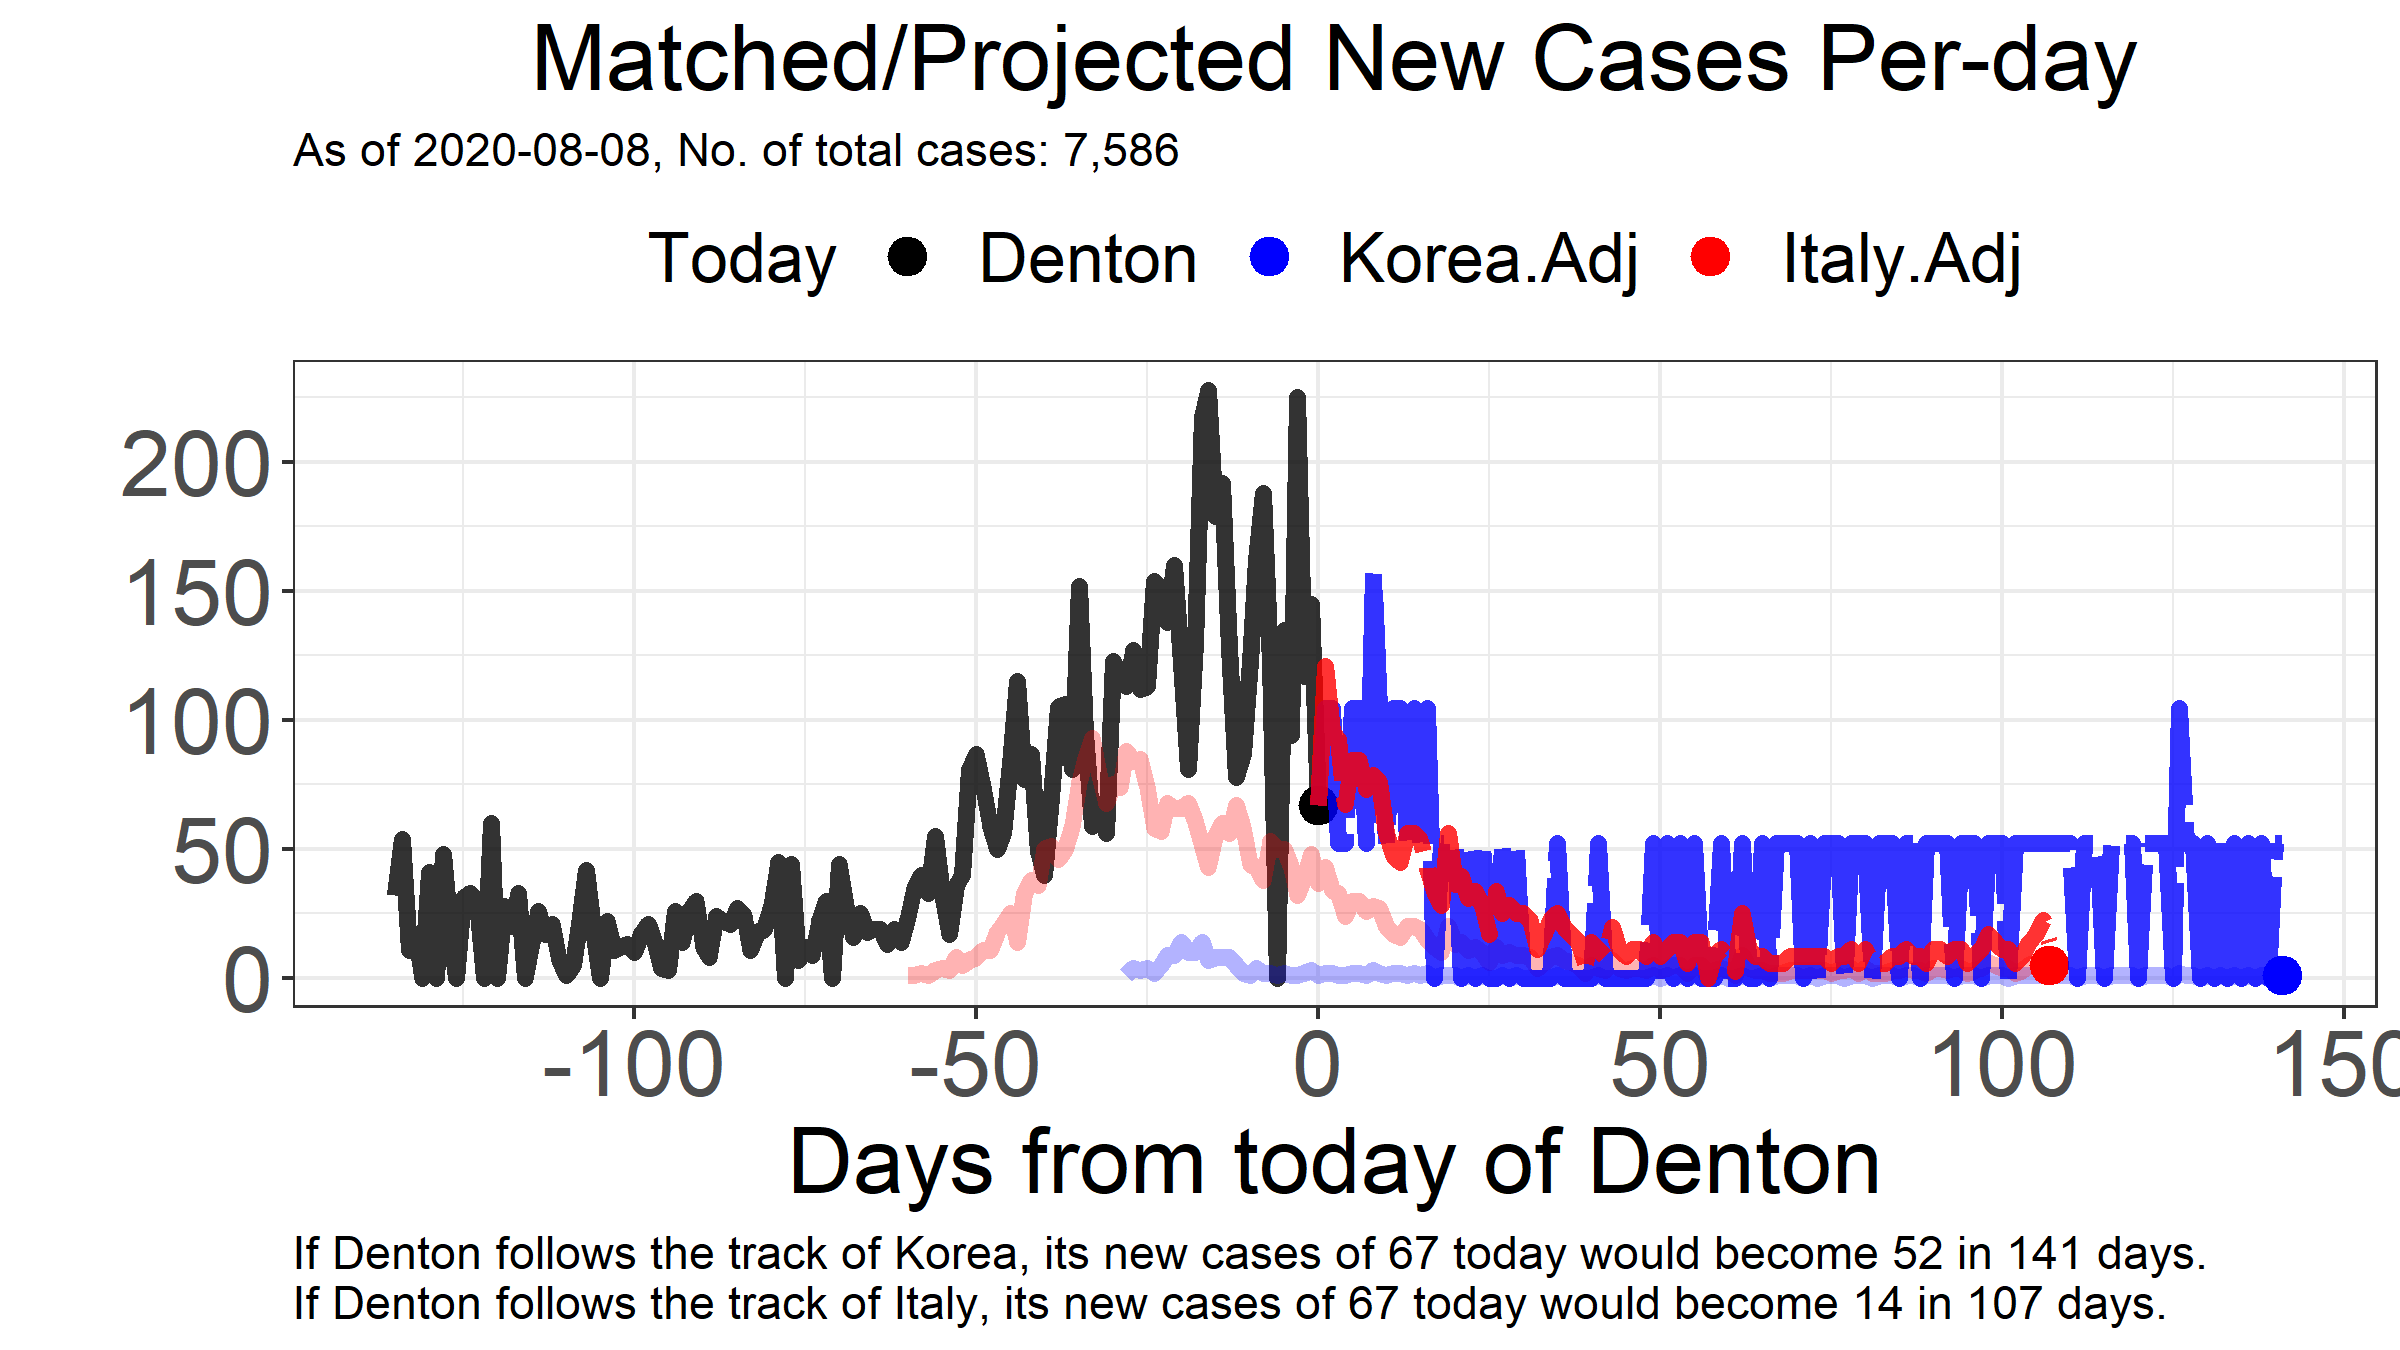 Matched/Projected New Cases Per-day
As of 2020-08-08, No. of total cases: 7,586
Today Denton Korea.Adj Italy.Adj
200
150
100
50
0
-100 -50 0 50 100 150
Days from today of Denton
If Denton follows the track of Korea, its new cases of 67 today would become 52 in 141 days.
If Denton follows the track of Italy, its new cases of 67 today would become 14 in 107 days.